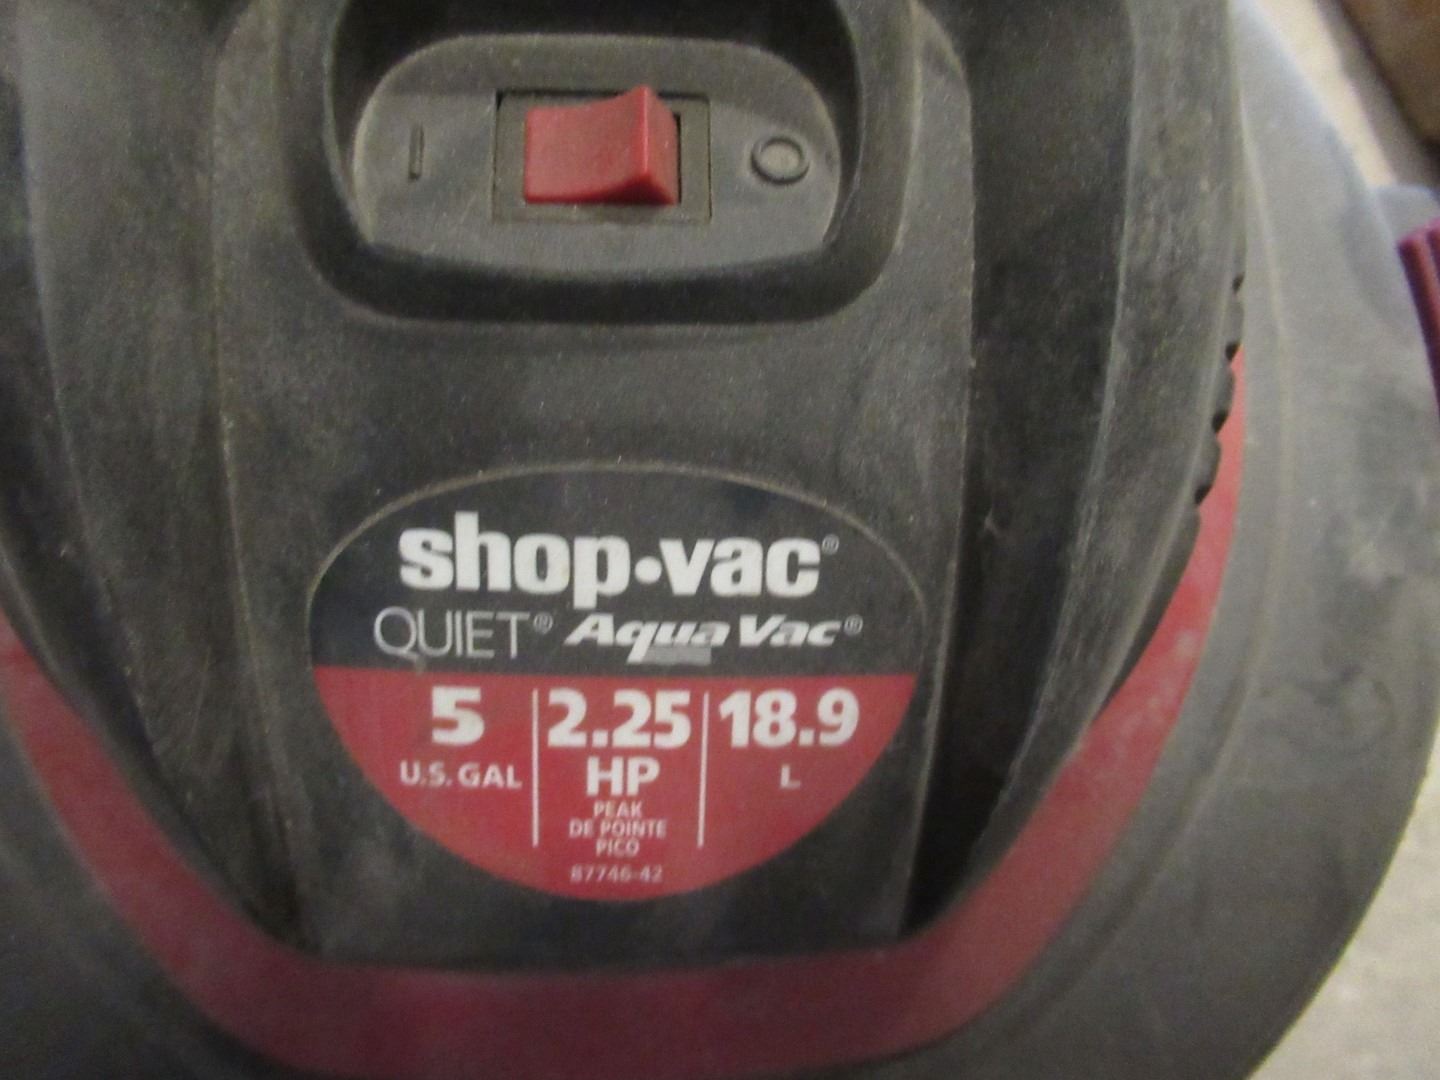 I O
shop•vac®
QUIET® Aqua Vac®
5 2.25 18.9
U.S. GAL HP L
PEAK
DE POINTE
PICO
87746-42